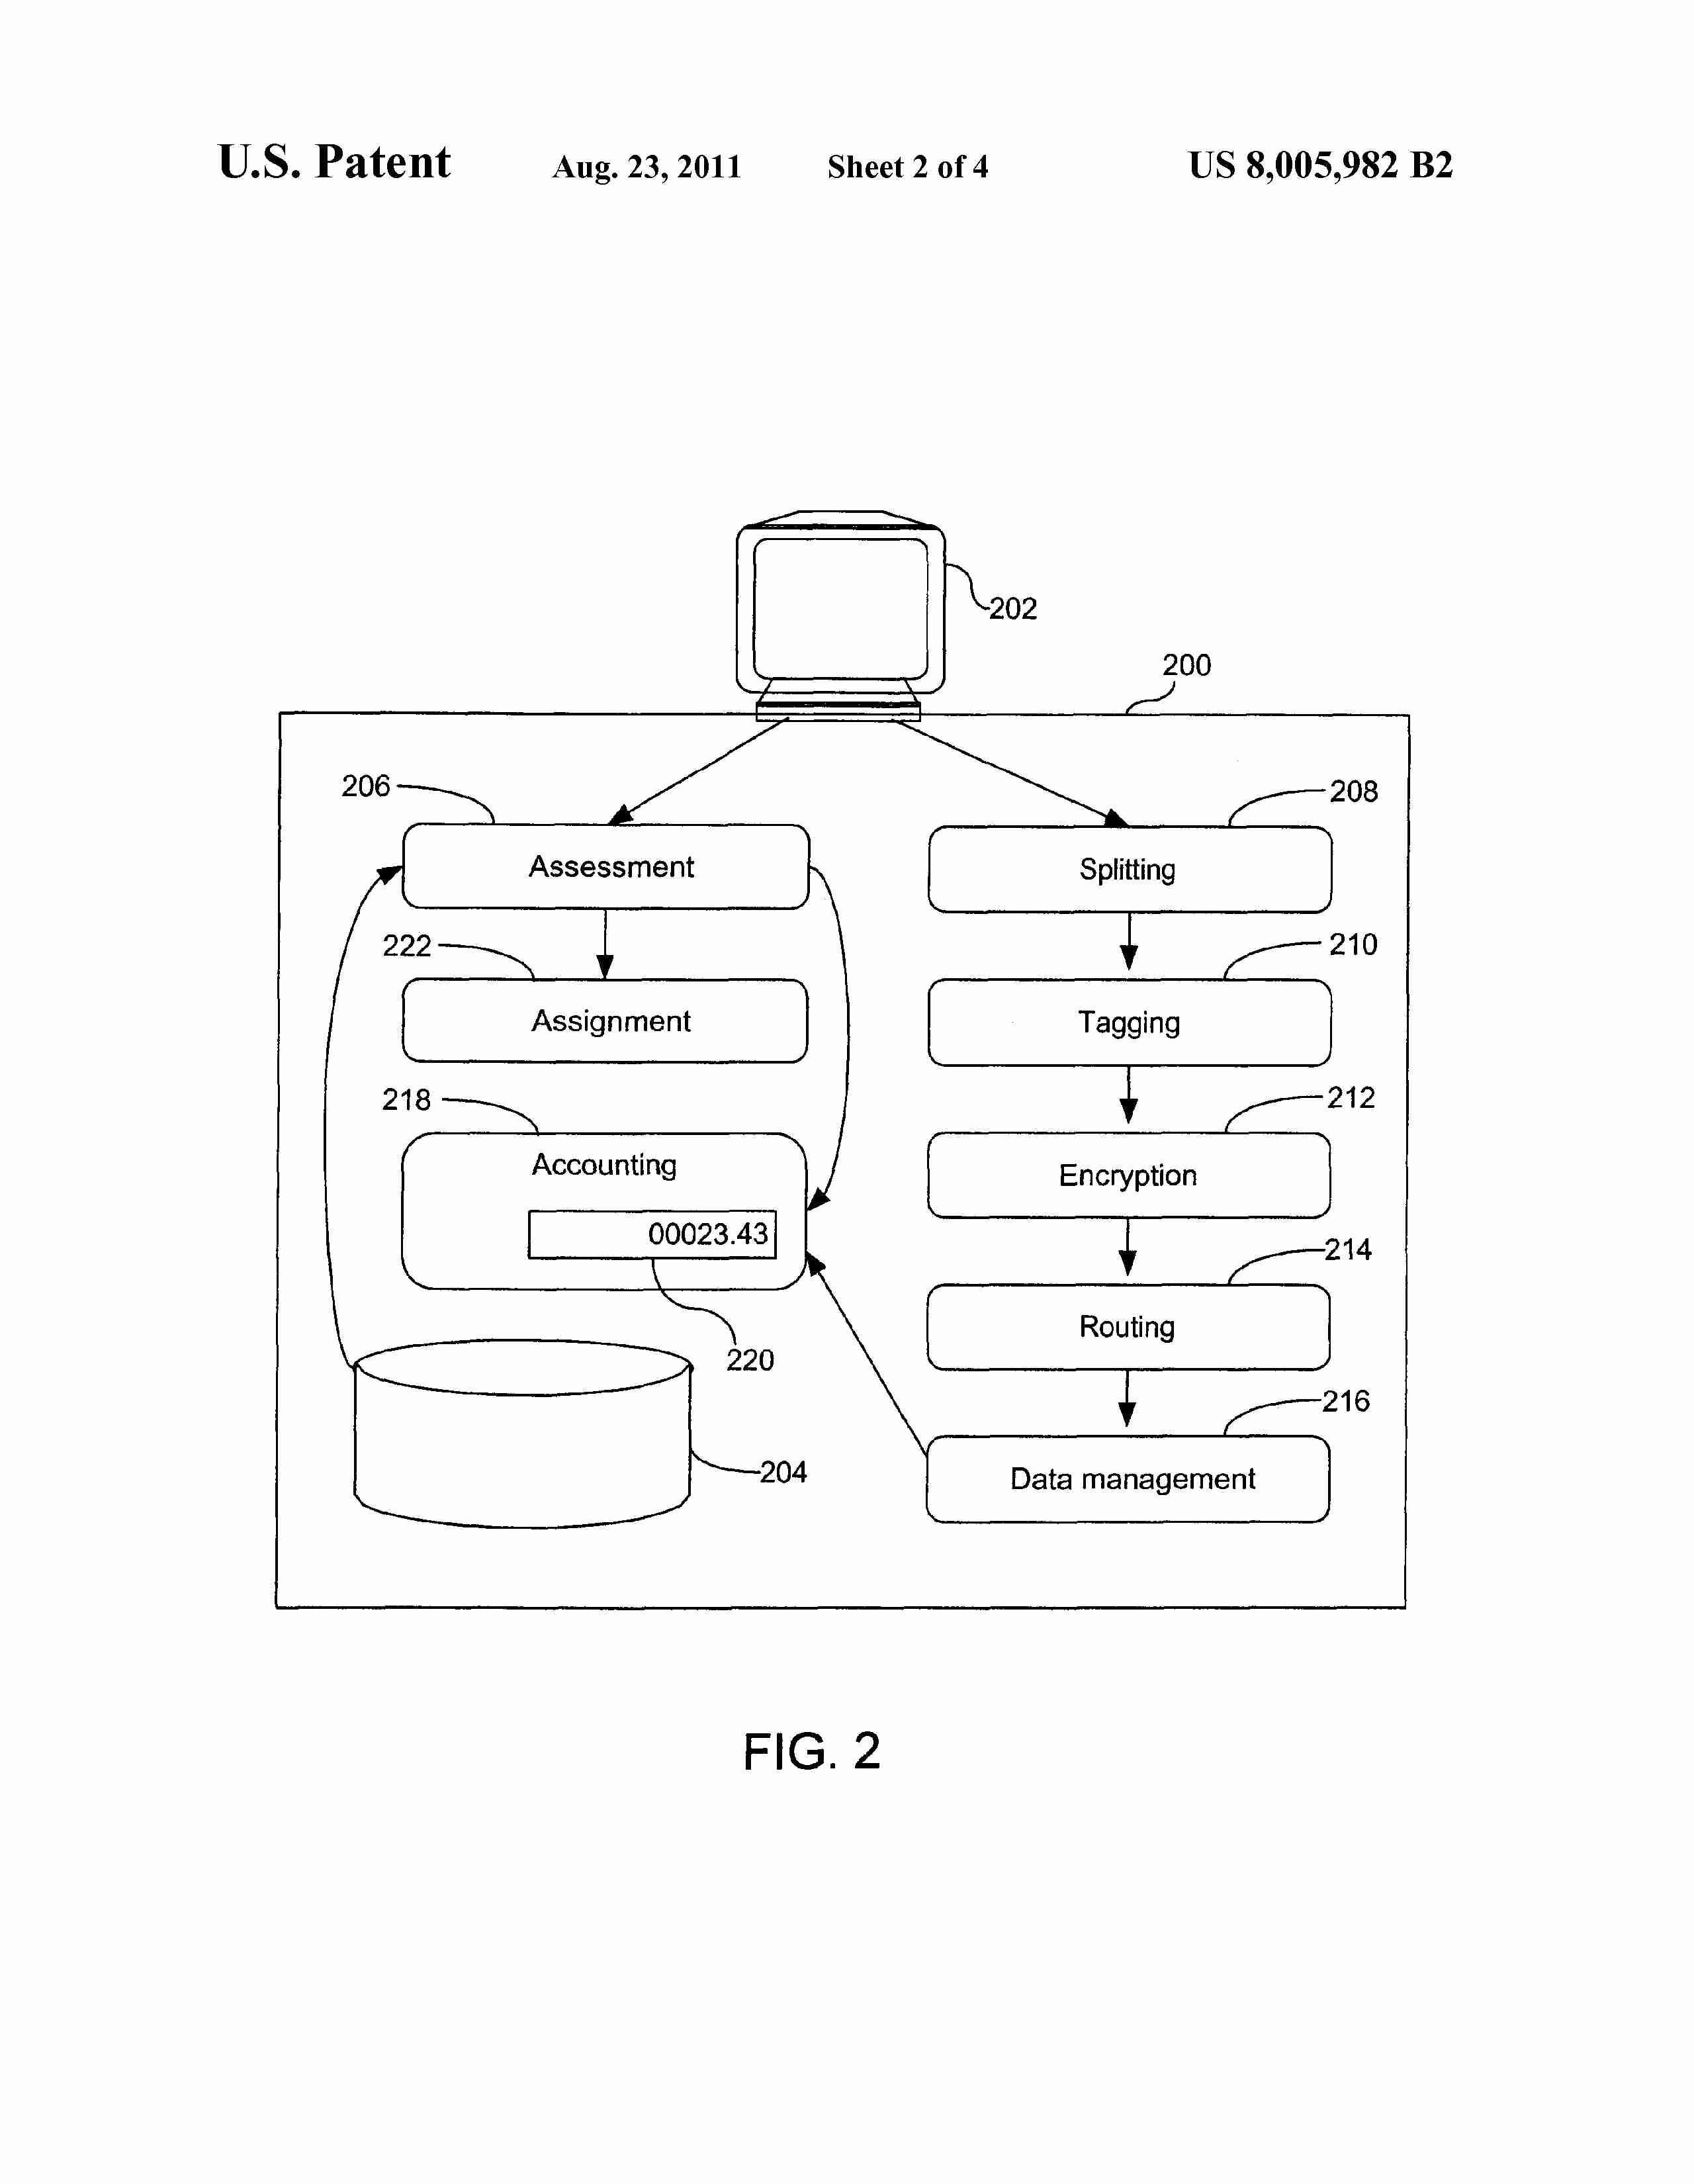 U.S. Patent Aug. 23, 2011 Sheet 2 of 4 US 8,005,982 B2
202
200
206
208
Assessment
Splitting
222
210
Assignment
Tagging
218
212
Accounting
Encryption
00023.43
214
220
Routing
216
204
Data management
FIG. 2